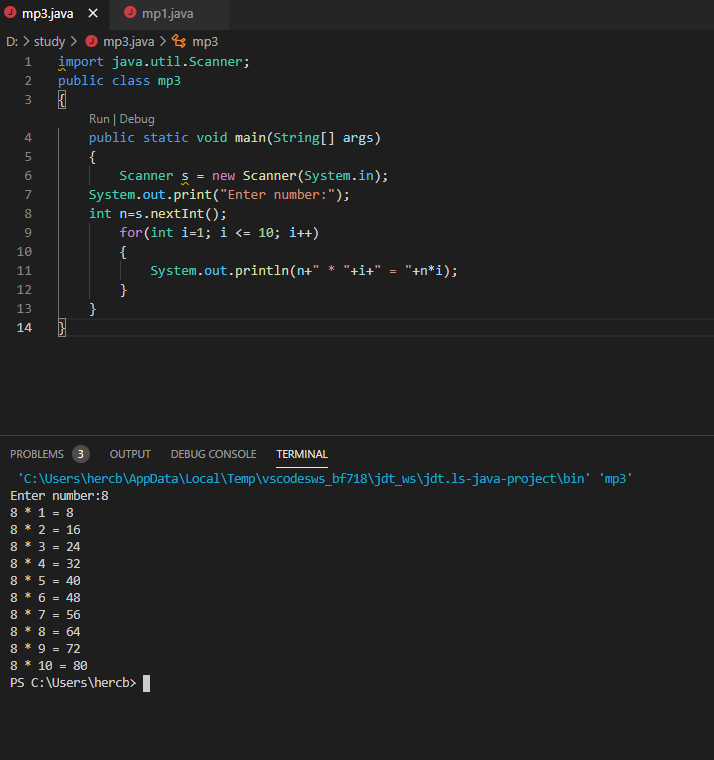 mp3.java
mp1.java
D: > study > mp3.java > mp3
1 import java.util.Scanner;
2 public class mp3
3 {
Run | Debug
4 public static void main(String[] args)
5 {
6 Scanner s = new Scanner(System.in);
7 System.out.print("Enter number:");
8 int n=s.nextInt();
9 for(int i=1; i <= 10; i++)
10 {
11 System.out.println(n+" * "+i+" = "+n*i);
12 }
13 }
14 }
PROBLEMS 3 OUTPUT DEBUG CONSOLE TERMINAL
'C:\Users\hercb\AppData\Local\Temp\vscodesws_bf718\jdt_ws\jdt.ls-java-project\bin' 'mp3'
Enter number:8
8 * 1 = 8
8 * 2 = 16
8 * 3 = 24
8 * 4 = 32
8 * 5 = 40
8 * 6 = 48
8 * 7 = 56
8 * 8 = 64
8 * 9 = 72
8 * 10 = 80
PS C:\Users\hercb>